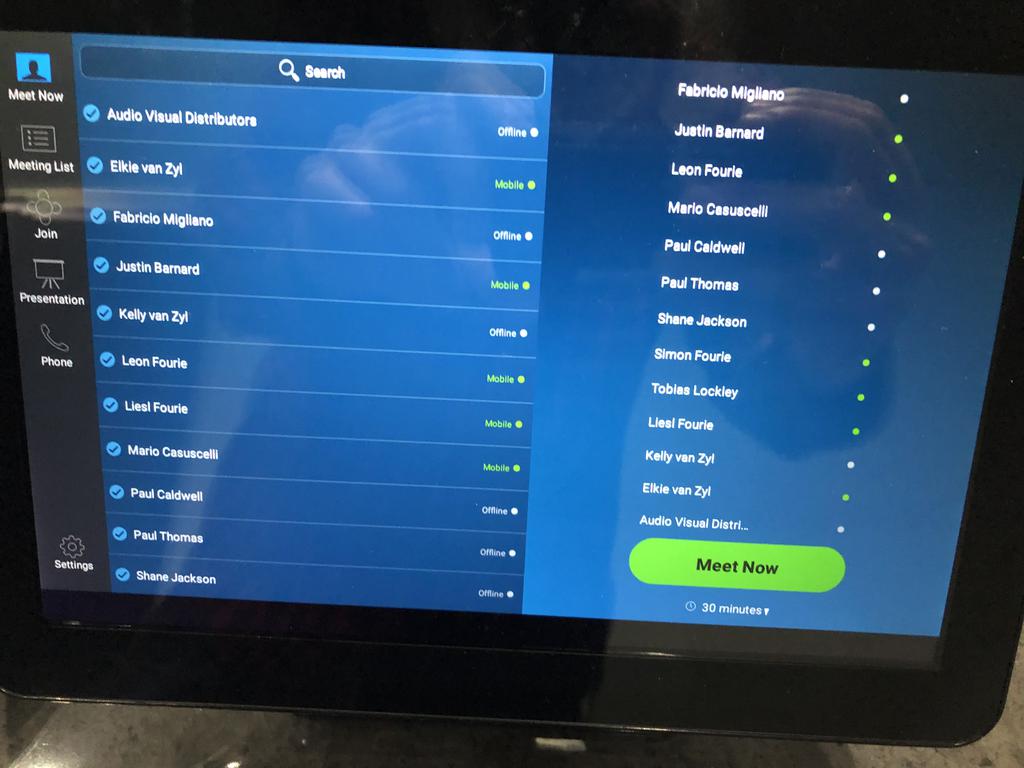 Meet Now
Meeting List
Join
Presentation
Phone
Settings
Search
Audio Visual Distributors
Offline
Elkie van Zyl
Mobile
Fabricio Migliano
Offline
Justin Barnard
Mobile
Kelly van Zyl
Offline
Leon Fourie
Mobile
Liesl Fourie
Mobile
Mario Casuscelli
Mobile
Paul Caldwell
Offline
Paul Thomas
Offline
Shane Jackson
Offline
Fabricio Migliano
Justin Barnard
Leon Fourie
Mario Casuscelli
Paul Caldwell
Paul Thomas
Shane Jackson
Simon Fourie
Tobias Lockley
Liesl Fourie
Kelly van Zyl
Elkie van Zyl
Audio Visual Distri...
Meet Now
30 minutes